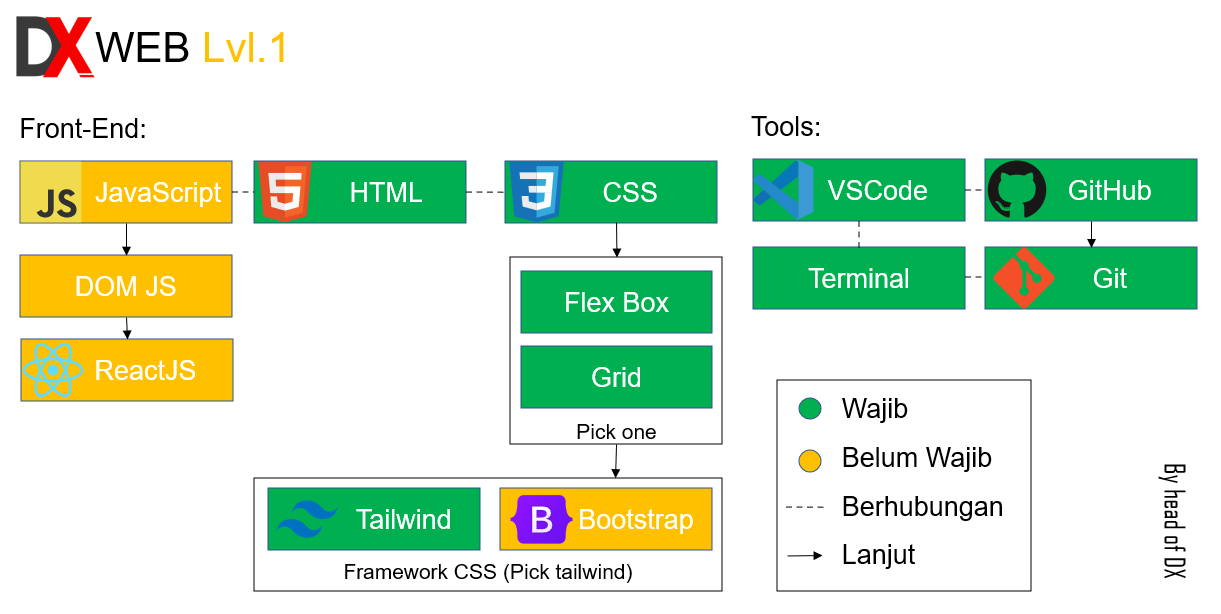 DX WEB Lvl.1
Front-End:
JS JavaScript
HTML
CSS
DOM JS
ReactJS
Flex Box
Grid
Pick one
Tailwind
B Bootstrap
Framework CSS (Pick tailwind)
Tools:
VSCode
GitHub
Terminal
Git
Wajib
Belum Wajib
Berhubungan
Lanjut
By head of DX